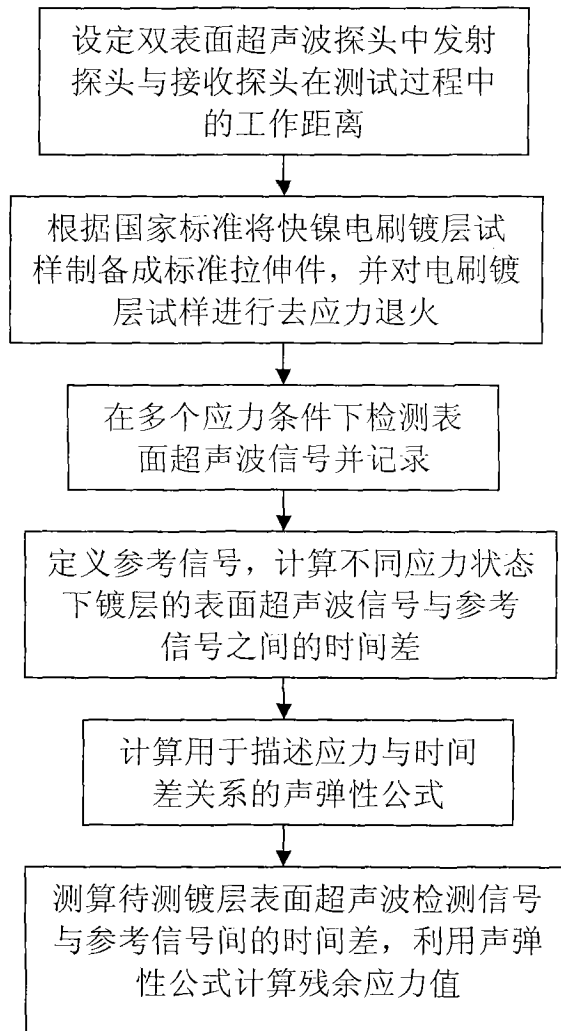 设定双表面超声波探头中发射
探头与接收探头在测试过程中
的工作距离
根据国家标准将快镍电刷镀层试
样制备成标准拉伸件，并对电刷镀
层试样进行去应力退火
在多个应力条件下检测表
面超声波信号并记录
定义参考信号，计算不同应力状态
下镀层的表面超声波信号与参考
信号之间的时间差
计算用于描述应力与时间
差关系的声弹性公式
测算待测镀层表面超声波检测信号
与参考信号间的时间差，利用声弹
性公式计算残余应力值